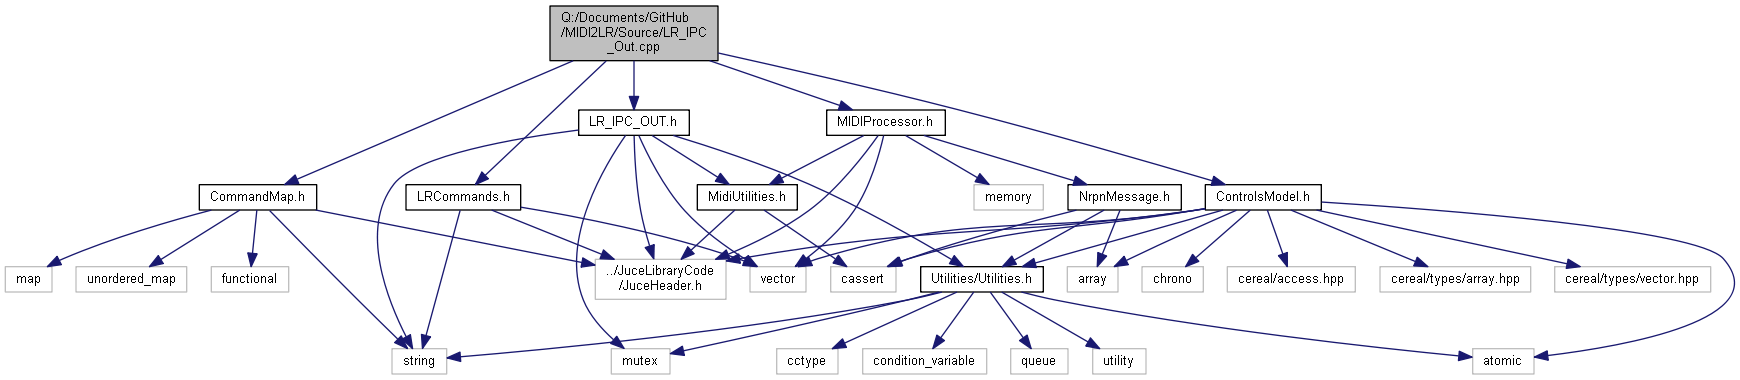 Q:/Documents/GitHub
/MIDI2LR/Source/LR_IPC
_Out.cpp
LR_IPC_OUT.h
MIDIProcessor.h
CommandMap.h
LRCommands.h
MidiUtilities.h
memory
NrpnMessage.h
ControlsModel.h
map
unordered_map
functional
../JuceLibraryCode
/JuceHeader.h
vector
cassert
Utilities/Utilities.h
array
chrono
cereal/access.hpp
cereal/types/array.hpp
cereal/types/vector.hpp
string
mutex
cctype
condition_variable
queue
utility
atomic